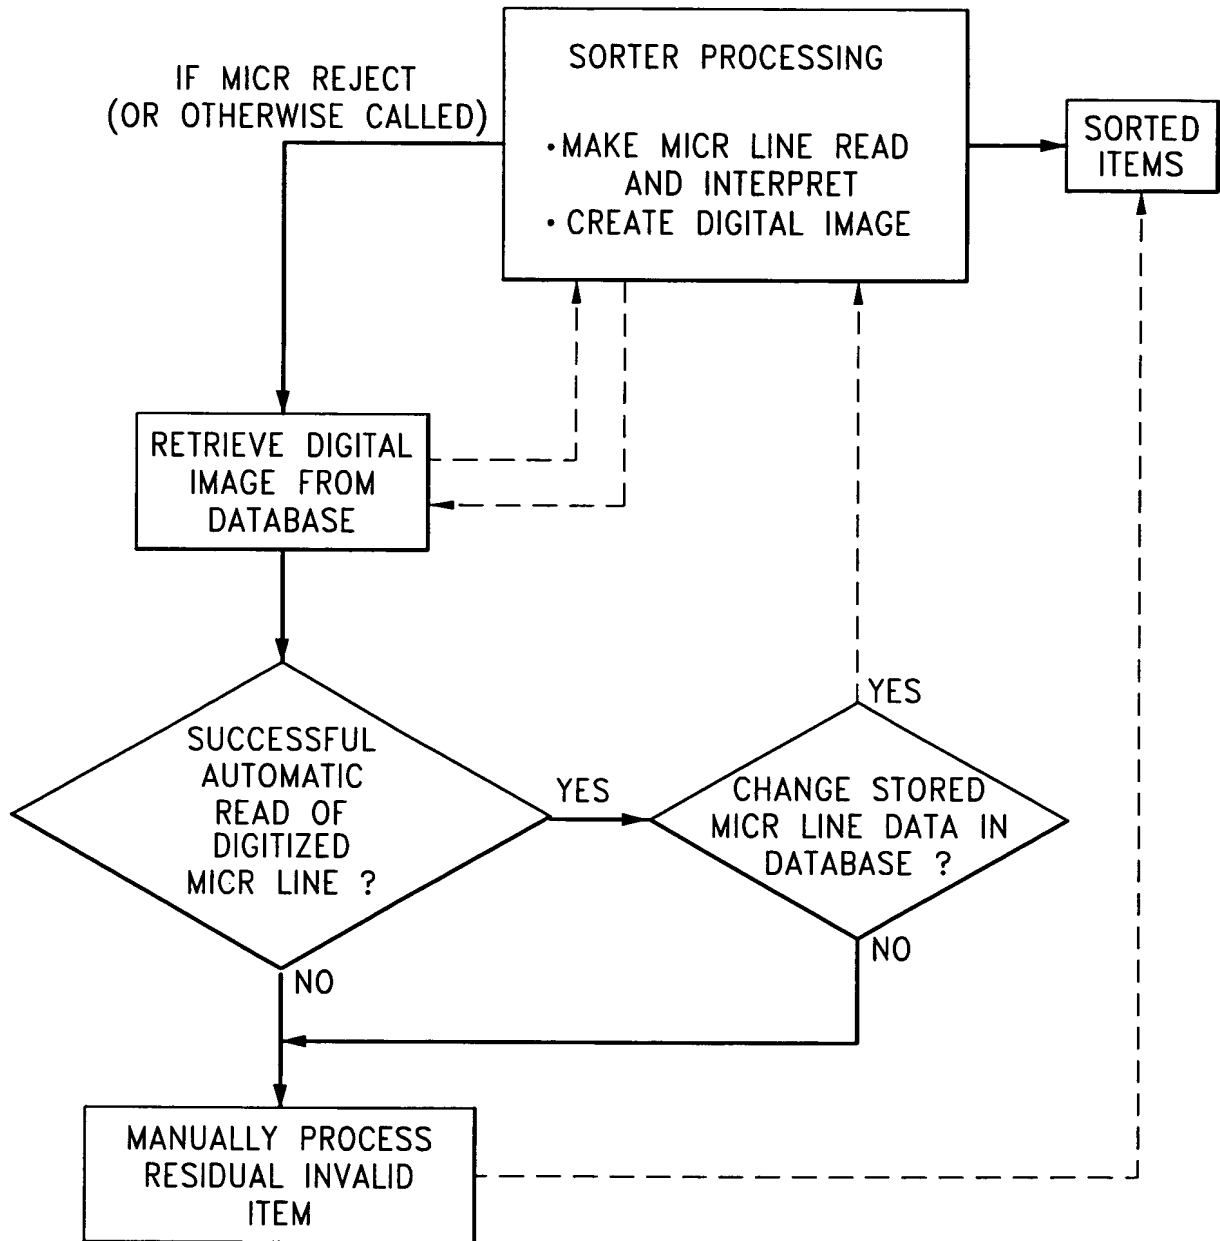 IF MICR REJECT
(OR OTHERWISE CALLED)
SORTER PROCESSING
• MAKE MICR LINE READ
AND INTERPRET
• CREATE DIGITAL IMAGE
SORTED
ITEMS
RETRIEVE DIGITAL
IMAGE FROM
DATABASE
SUCCESSFUL
AUTOMATIC
READ OF
DIGITIZED
MICR LINE ?
YES
NO
YES
CHANGE STORED
MICR LINE DATA IN
DATABASE ?
NO
MANUALLY PROCESS
RESIDUAL INVALID
ITEM